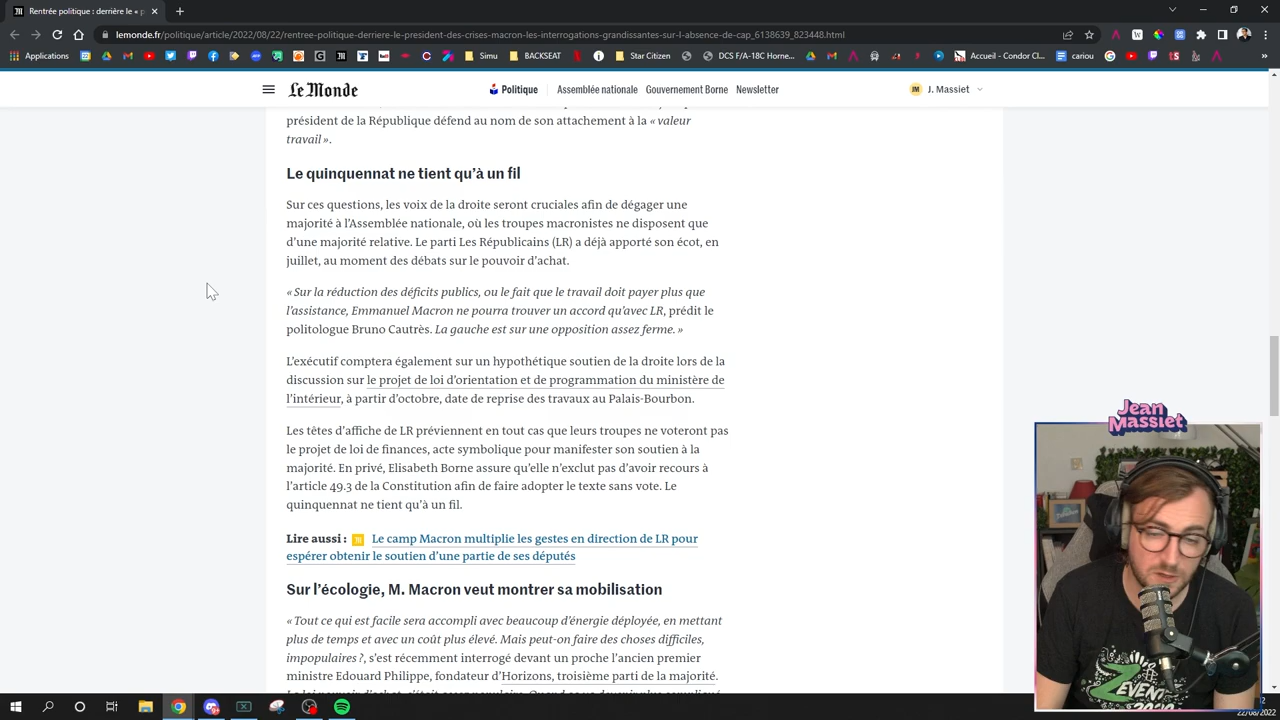 Rentrée politique : derrière le « p
lemonde.fr/politique/article/2022/08/22/rentree-politique-derriere-le-president-des-crises-macron-les-interrogations-grandissantes-sur-l-absence-de-cap_6138639_823448.html
Applications
Simu
BACKSEAT
Star Citizen
DCS F/A-18C Horne...
Accueil - Condor Cl...
cariou
»
Le Monde
Politique
Assemblée nationale
Gouvernement Borne
Newsletter
JM
J. Massiet
président de la République défend au nom de son attachement à la « valeur
travail ».
Le quinquennat ne tient qu’à un fil
Sur ces questions, les voix de la droite seront cruciales afin de dégager une
majorité à l’Assemblée nationale, où les troupes macronistes ne disposent que
d’une majorité relative. Le parti Les Républicains (LR) a déjà apporté son écot, en
juillet, au moment des débats sur le pouvoir d’achat.
« Sur la réduction des déficits publics, ou le fait que le travail doit payer plus que
l’assistance, Emmanuel Macron ne pourra trouver un accord qu’avec LR, prédit le
politologue Bruno Cautrès. La gauche est sur une opposition assez ferme. »
L’exécutif comptera également sur un hypothétique soutien de la droite lors de la
discussion sur le projet de loi d’orientation et de programmation du ministère de
l’intérieur, à partir d’octobre, date de reprise des travaux au Palais-Bourbon.
Les têtes d’affiche de LR préviennent en tout cas que leurs troupes ne voteront pas
le projet de loi de finances, acte symbolique pour manifester son soutien à la
majorité. En privé, Elisabeth Borne assure qu’elle n’exclut pas d’avoir recours à
l’article 49.3 de la Constitution afin de faire adopter le texte sans vote. Le
quinquennat ne tient qu’à un fil.
Lire aussi : Le camp Macron multiplie les gestes en direction de LR pour
espérer obtenir le soutien d’une partie de ses députés
Sur l’écologie, M. Macron veut montrer sa mobilisation
« Tout ce qui est facile sera accompli avec beaucoup d’énergie déployée, en mettant
plus de temps et avec un coût plus élevé. Mais peut-on faire des choses difficiles,
impopulaires ?, s’est récemment interrogé devant un proche l’ancien premier
ministre Edouard Philippe, fondateur d’Horizons, troisième parti de la majorité.
Jean
Massiet
ZEVENT
22/08/2022